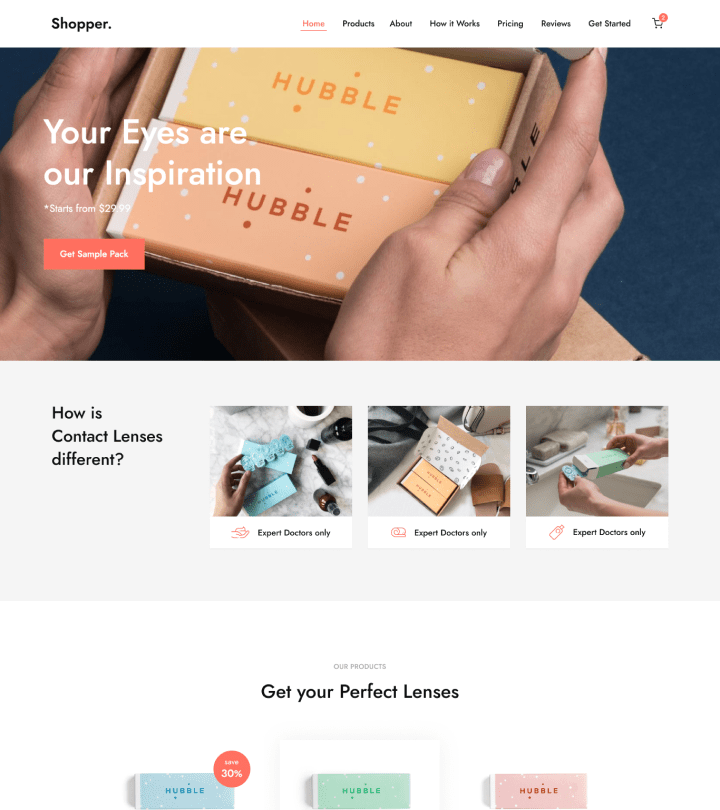 Shopper.
Home Products About How it Works Pricing Reviews Get Started 2
HUBBLE
HUBBLE
Your Eyes are
our Inspiration
*Starts from $29.99
Get Sample Pack
How is
Contact Lenses
different?
HUBBLE
HUBBLE
HUBBLE
Expert Doctors only
Expert Doctors only
Expert Doctors only
OUR PRODUCTS
Get your Perfect Lenses
save
30%
HUBBLE
HUBBLE
HUBBLE